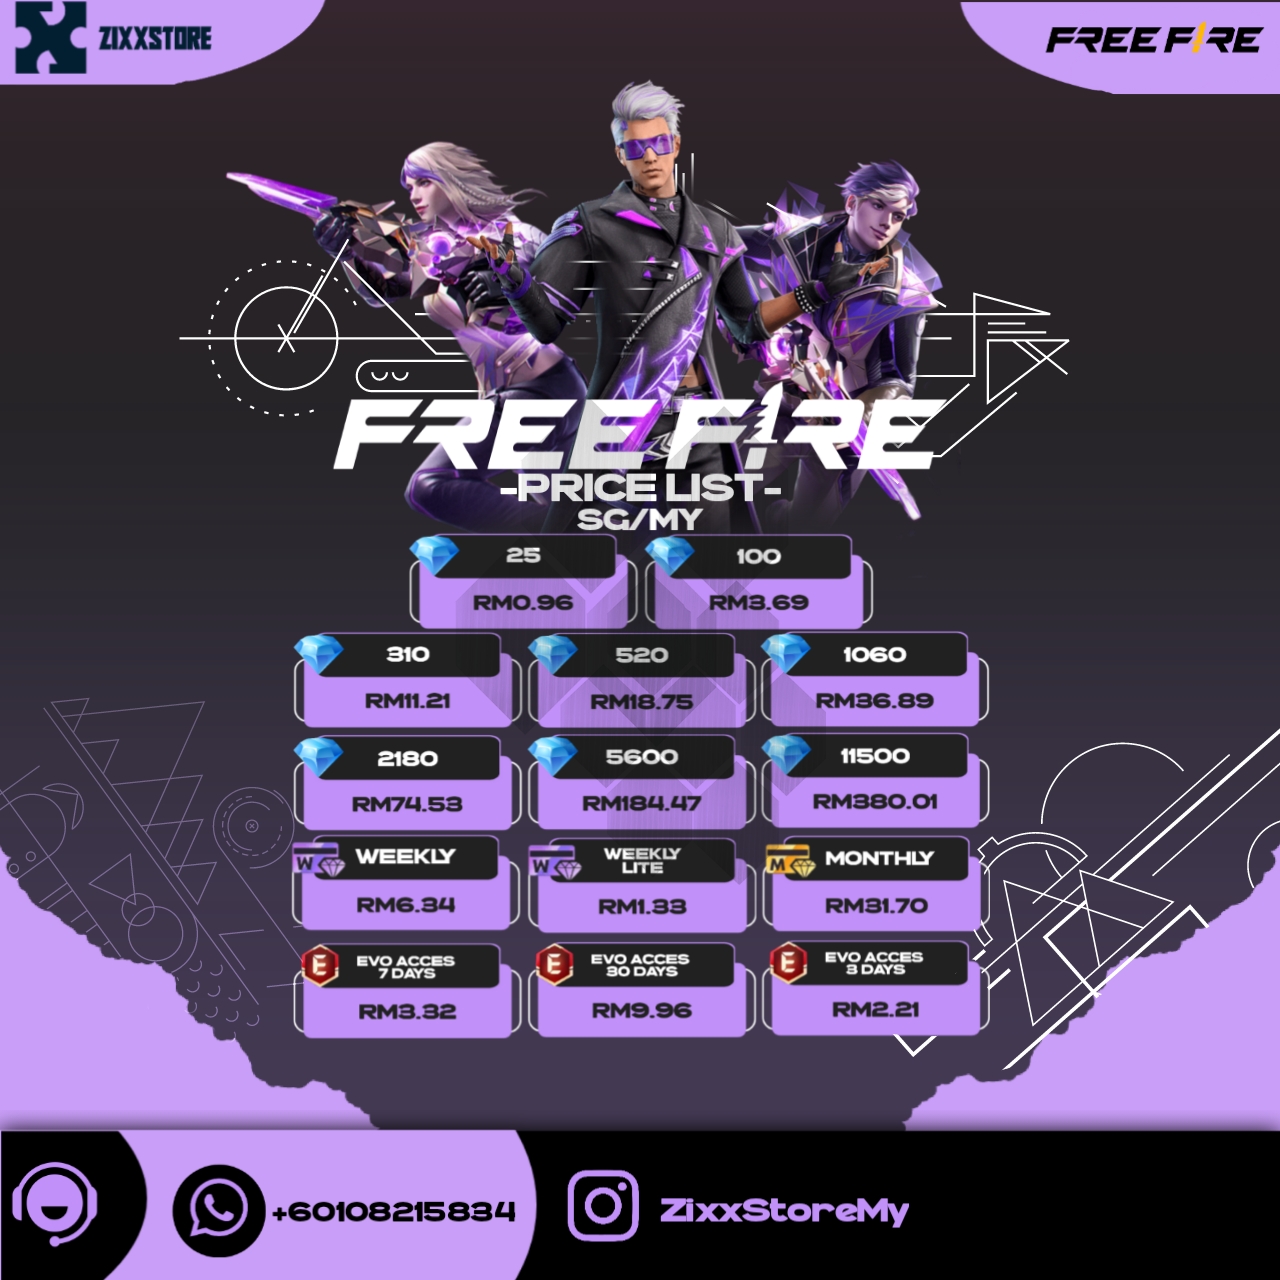 ZIXXSTORE
FREE FIRE
FREE FIRE
-PRICE LIST-
SG/MY
25
RM0.96
100
RM3.69
310
RM11.21
520
RM18.75
1060
RM36.89
2180
RM74.53
5600
RM184.47
11500
RM380.01
W
WEEKLY
RM6.34
W
WEEKLY
LITE
RM1.33
M
MONTHLY
RM31.70
E
EVO ACCES
7 DAYS
RM3.32
E
EVO ACCES
30 DAYS
RM9.96
E
EVO ACCES
3 DAYS
RM2.21
+60108215834
ZixxStoreMy